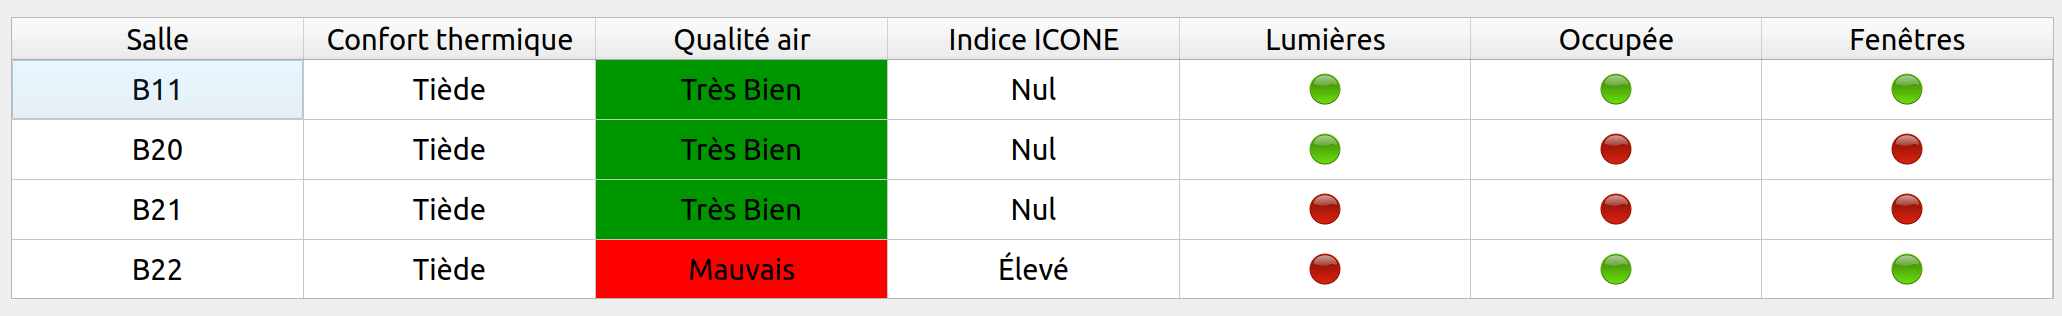 Salle Confort thermique Qualité air Indice ICONE Lumières Occupée Fenêtres
B11 Tiède Très Bien Nul
B20 Tiède Très Bien Nul
B21 Tiède Très Bien Nul
B22 Tiède Mauvais Élevé